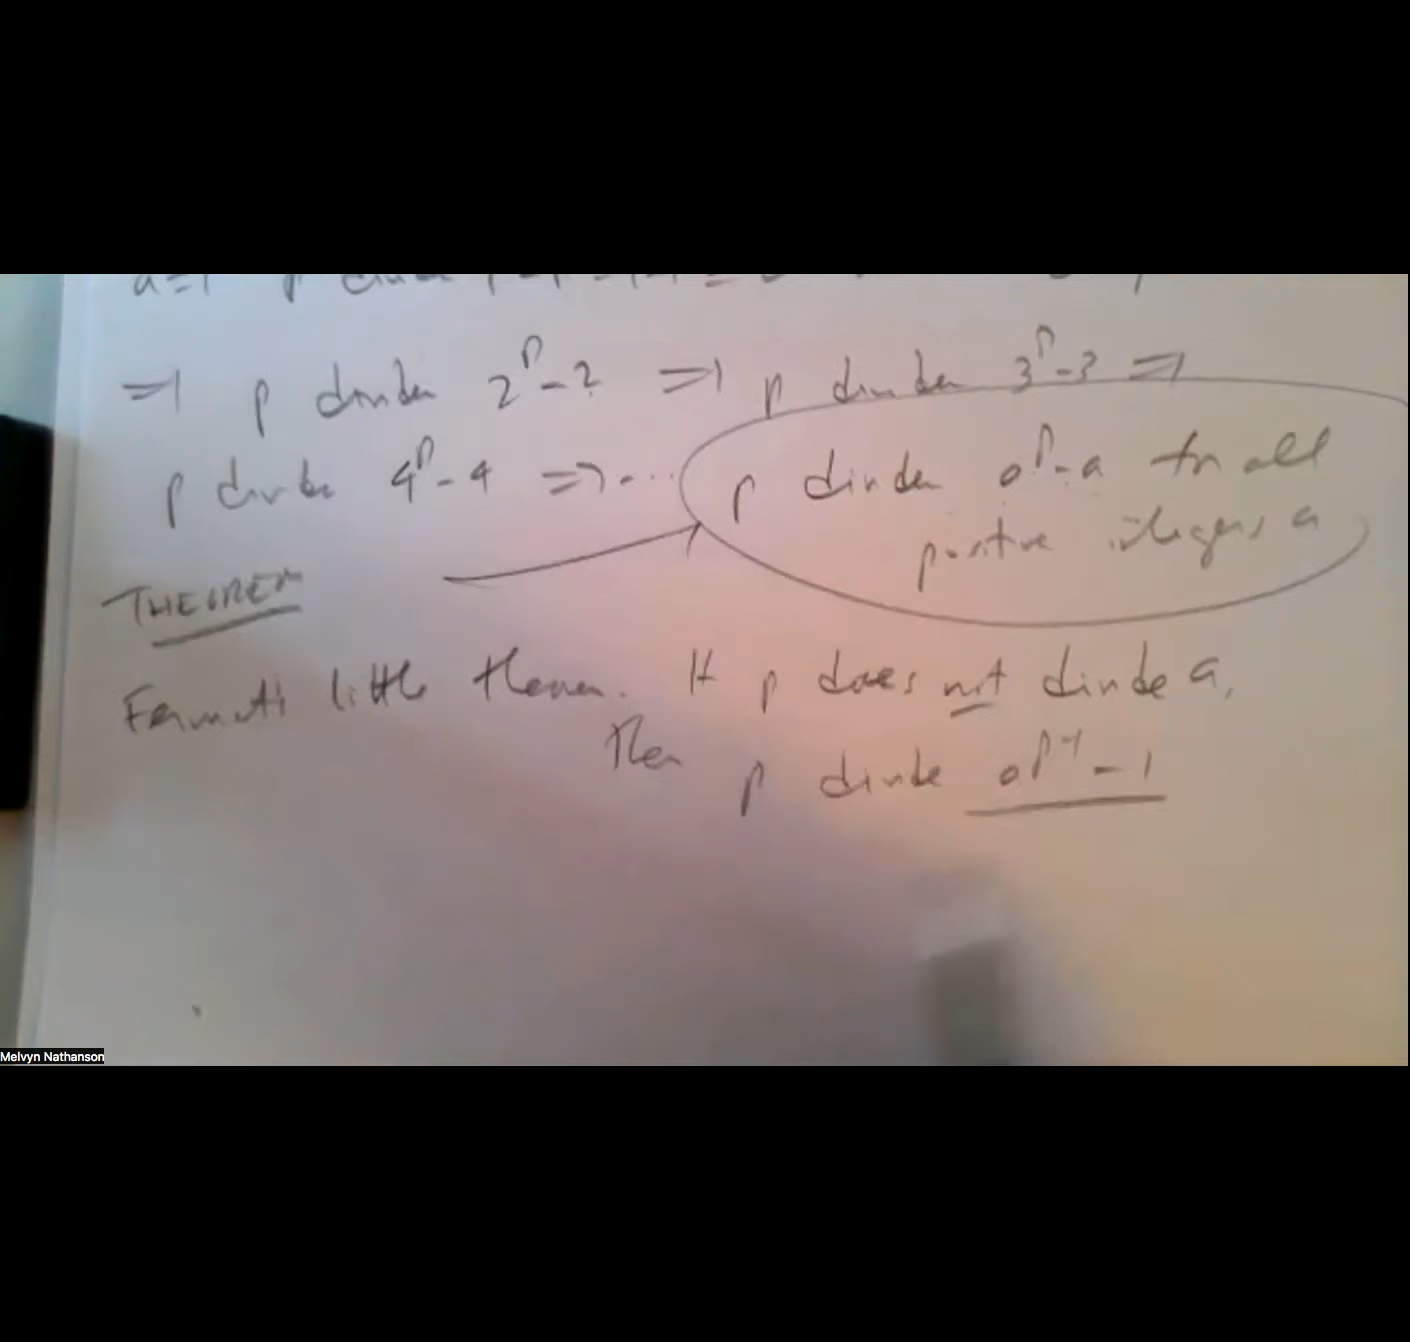 => p divides 2^p - 2 => p divides 3^p - 3 =>
p divides 4^p - 4 => ... p divides a^p - a for all
positive integers a
THEOREM
Fermat's little theorem. If p does not divide a,
then p divides a^{p-1} - 1
Melvyn Nathanson